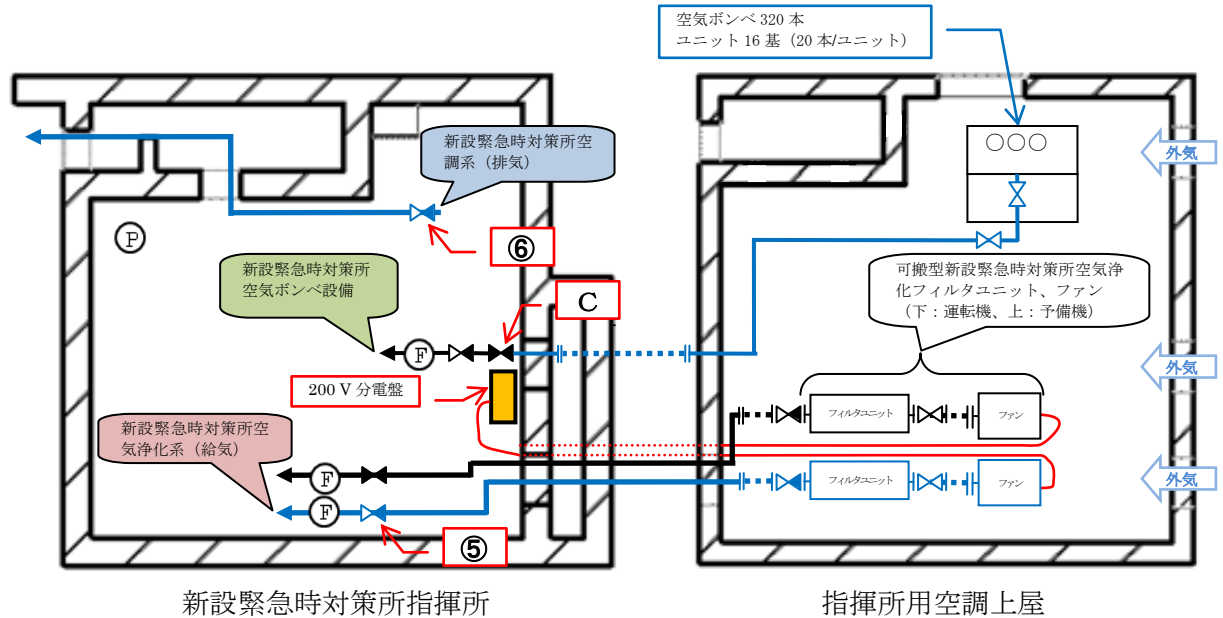 空気ボンベ 320 本
ユニット 16 基（20 本/ユニット）
新設緊急時対策所空
調系（排気）
外気
P
⑥
新設緊急時対策所
空気ボンベ設備
可搬型新設緊急時対策所空気浄
化フィルタユニット、ファン
（下：運転機、上：予備機）
C
F
外気
200 V 分電盤
フィルタユニット
ファン
新設緊急時対策所空
気浄化系（給気）
F
フィルタユニット
ファン
外気
F
⑤
新設緊急時対策所指揮所
指揮所用空調上屋